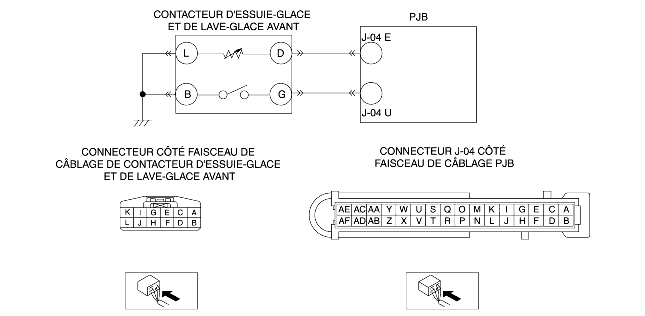 CONTACTEUR D'ESSUIE-GLACE
ET DE LAVE-GLACE AVANT
PJB
J-04 E
L
D
B
G
J-04 U
CONNECTEUR CÔTÉ FAISCEAU DE
CÂBLAGE DE CONTACTEUR D'ESSUIE-GLACE
ET DE LAVE-GLACE AVANT
CONNECTEUR J-04 CÔTÉ
FAISCEAU DE CÂBLAGE PJB
K I G E C A
L J H F D B
AE AC AA Y W U S Q O M K I G E C A
AF AD AB Z X V T R P N L J H F D B